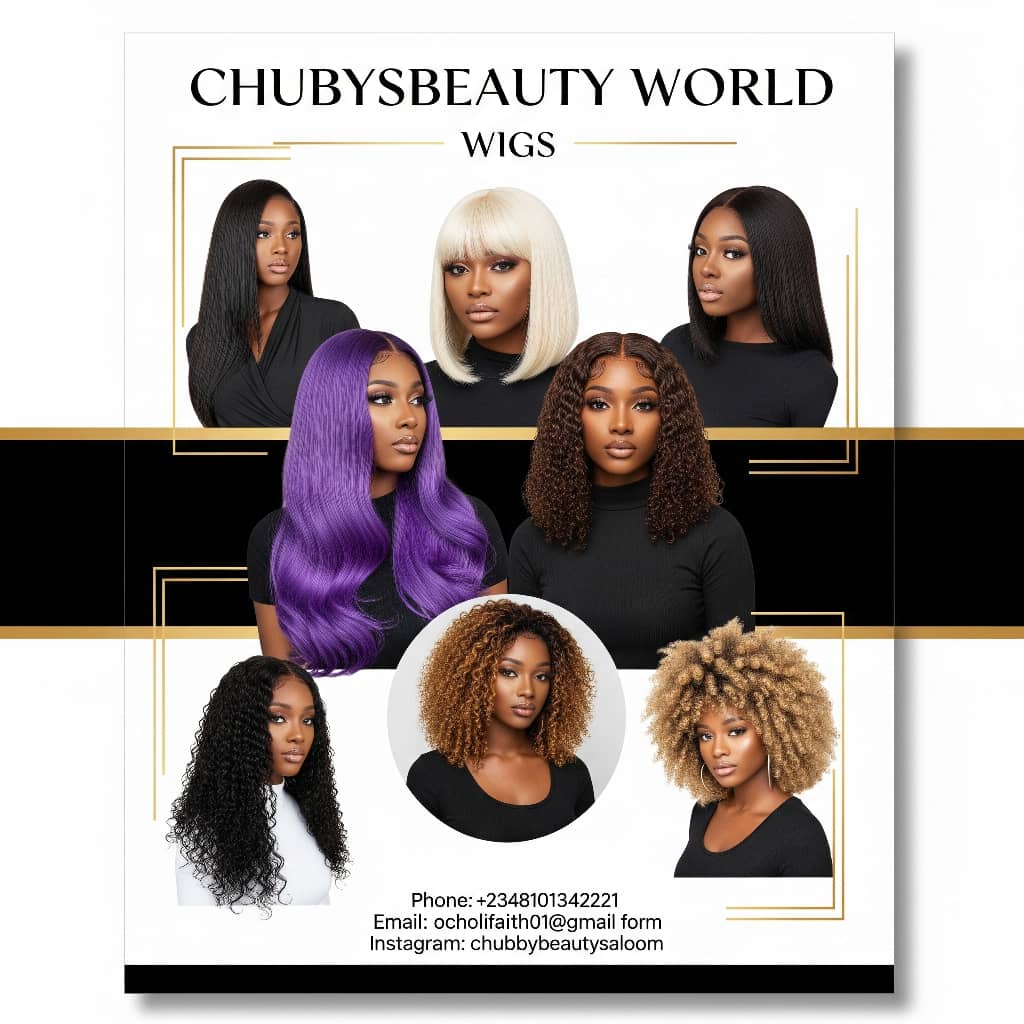 CHUBYSBEAUTY WORLD
WIGS
Phone: +2348101342221
Email: ocholifaith01@gmail form
Instagram: chubbybeautysaloom